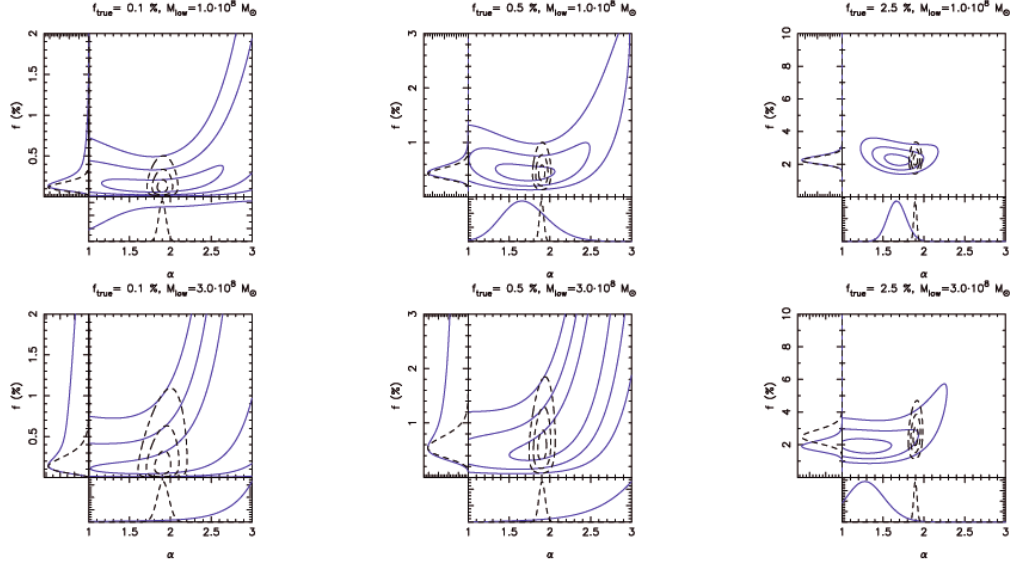 f_true= 0.1 %, M_low=1.0·10^8 M_⊙
f_true= 0.5 %, M_low=1.0·10^8 M_⊙
f_true= 2.5 %, M_low=1.0·10^8 M_⊙
f (%)
2
1.5
1
0.5
1 1.5 2 2.5 3
α
f (%)
3
2
1
1 1.5 2 2.5 3
α
f (%)
10
8
6
4
2
1 1.5 2 2.5 3
α
f_true= 0.1 %, M_low=3.0·10^8 M_⊙
f_true= 0.5 %, M_low=3.0·10^8 M_⊙
f_true= 2.5 %, M_low=3.0·10^8 M_⊙
f (%)
2
1.5
1
0.5
1 1.5 2 2.5 3
α
f (%)
3
2
1
1 1.5 2 2.5 3
α
f (%)
10
8
6
4
2
1 1.5 2 2.5 3
α